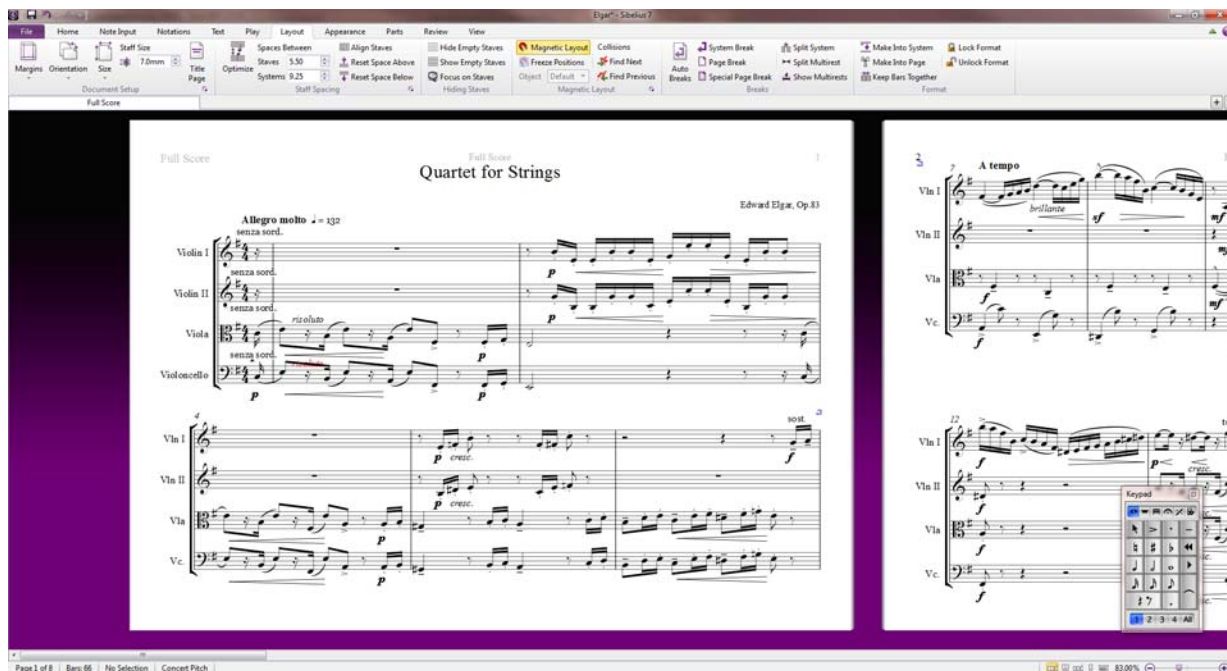 Elgar* - Sibelius 7
File Home Note Input Notations Text Play Layout Appearance Parts Review View
Margins Orientation Size Staff Size 7.0mm Title Page
Document Setup
Optimize Spaces Between Staves 5.50 Systems 9.25 Align Staves Reset Space Above Reset Space Below
Staff Spacing
Hide Empty Staves Show Empty Staves Focus on Staves
Hiding Staves
Magnetic Layout Freeze Positions Object Default Collisions Find Next Find Previous
Magnetic Layout
Auto Breaks System Break Page Break Special Page Break Split System Split Multirest Show Multirests
Breaks
Make Into System Make Into Page Keep Bars Together Lock Format Unlock Format
Format
Full Score
Full Score Full Score 1
Quartet for Strings
Edward Elgar, Op.83
Allegro molto ♩ = 132
senza sord.
Violin I
p
senza sord.
Violin II
p
senza sord.
risoluto
Viola
p
senza sord.
risoluto
Violoncello
p p
4
sost.
Vln I
p cresc. f
Vln II
p cresc.
Vla
p
Vc.
p
2
7 A tempo
Vln I
brillante sf mf
Vln II
Vla
f mf
Vc.
f
12
Vln I
f p cresc.
Vln II
f
Vla
f
Vc.
f
Keypad
1 2 3 4 All
Page 1 of 8 Bars: 66 No Selection Concert Pitch 83.00%